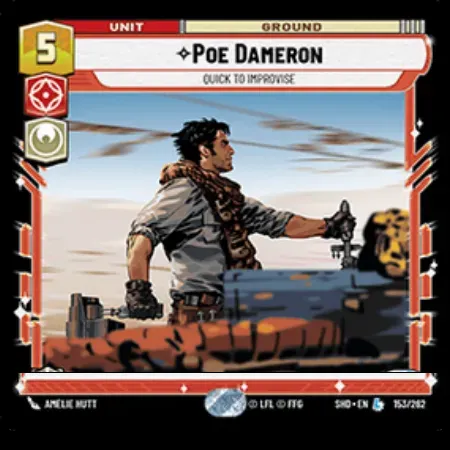 UNIT GROUND
5
POE DAMERON
QUICK TO IMPROVISE
AMÉLIE HUTT
Ⓛ LFL © FFG
SHD • EN
153/262